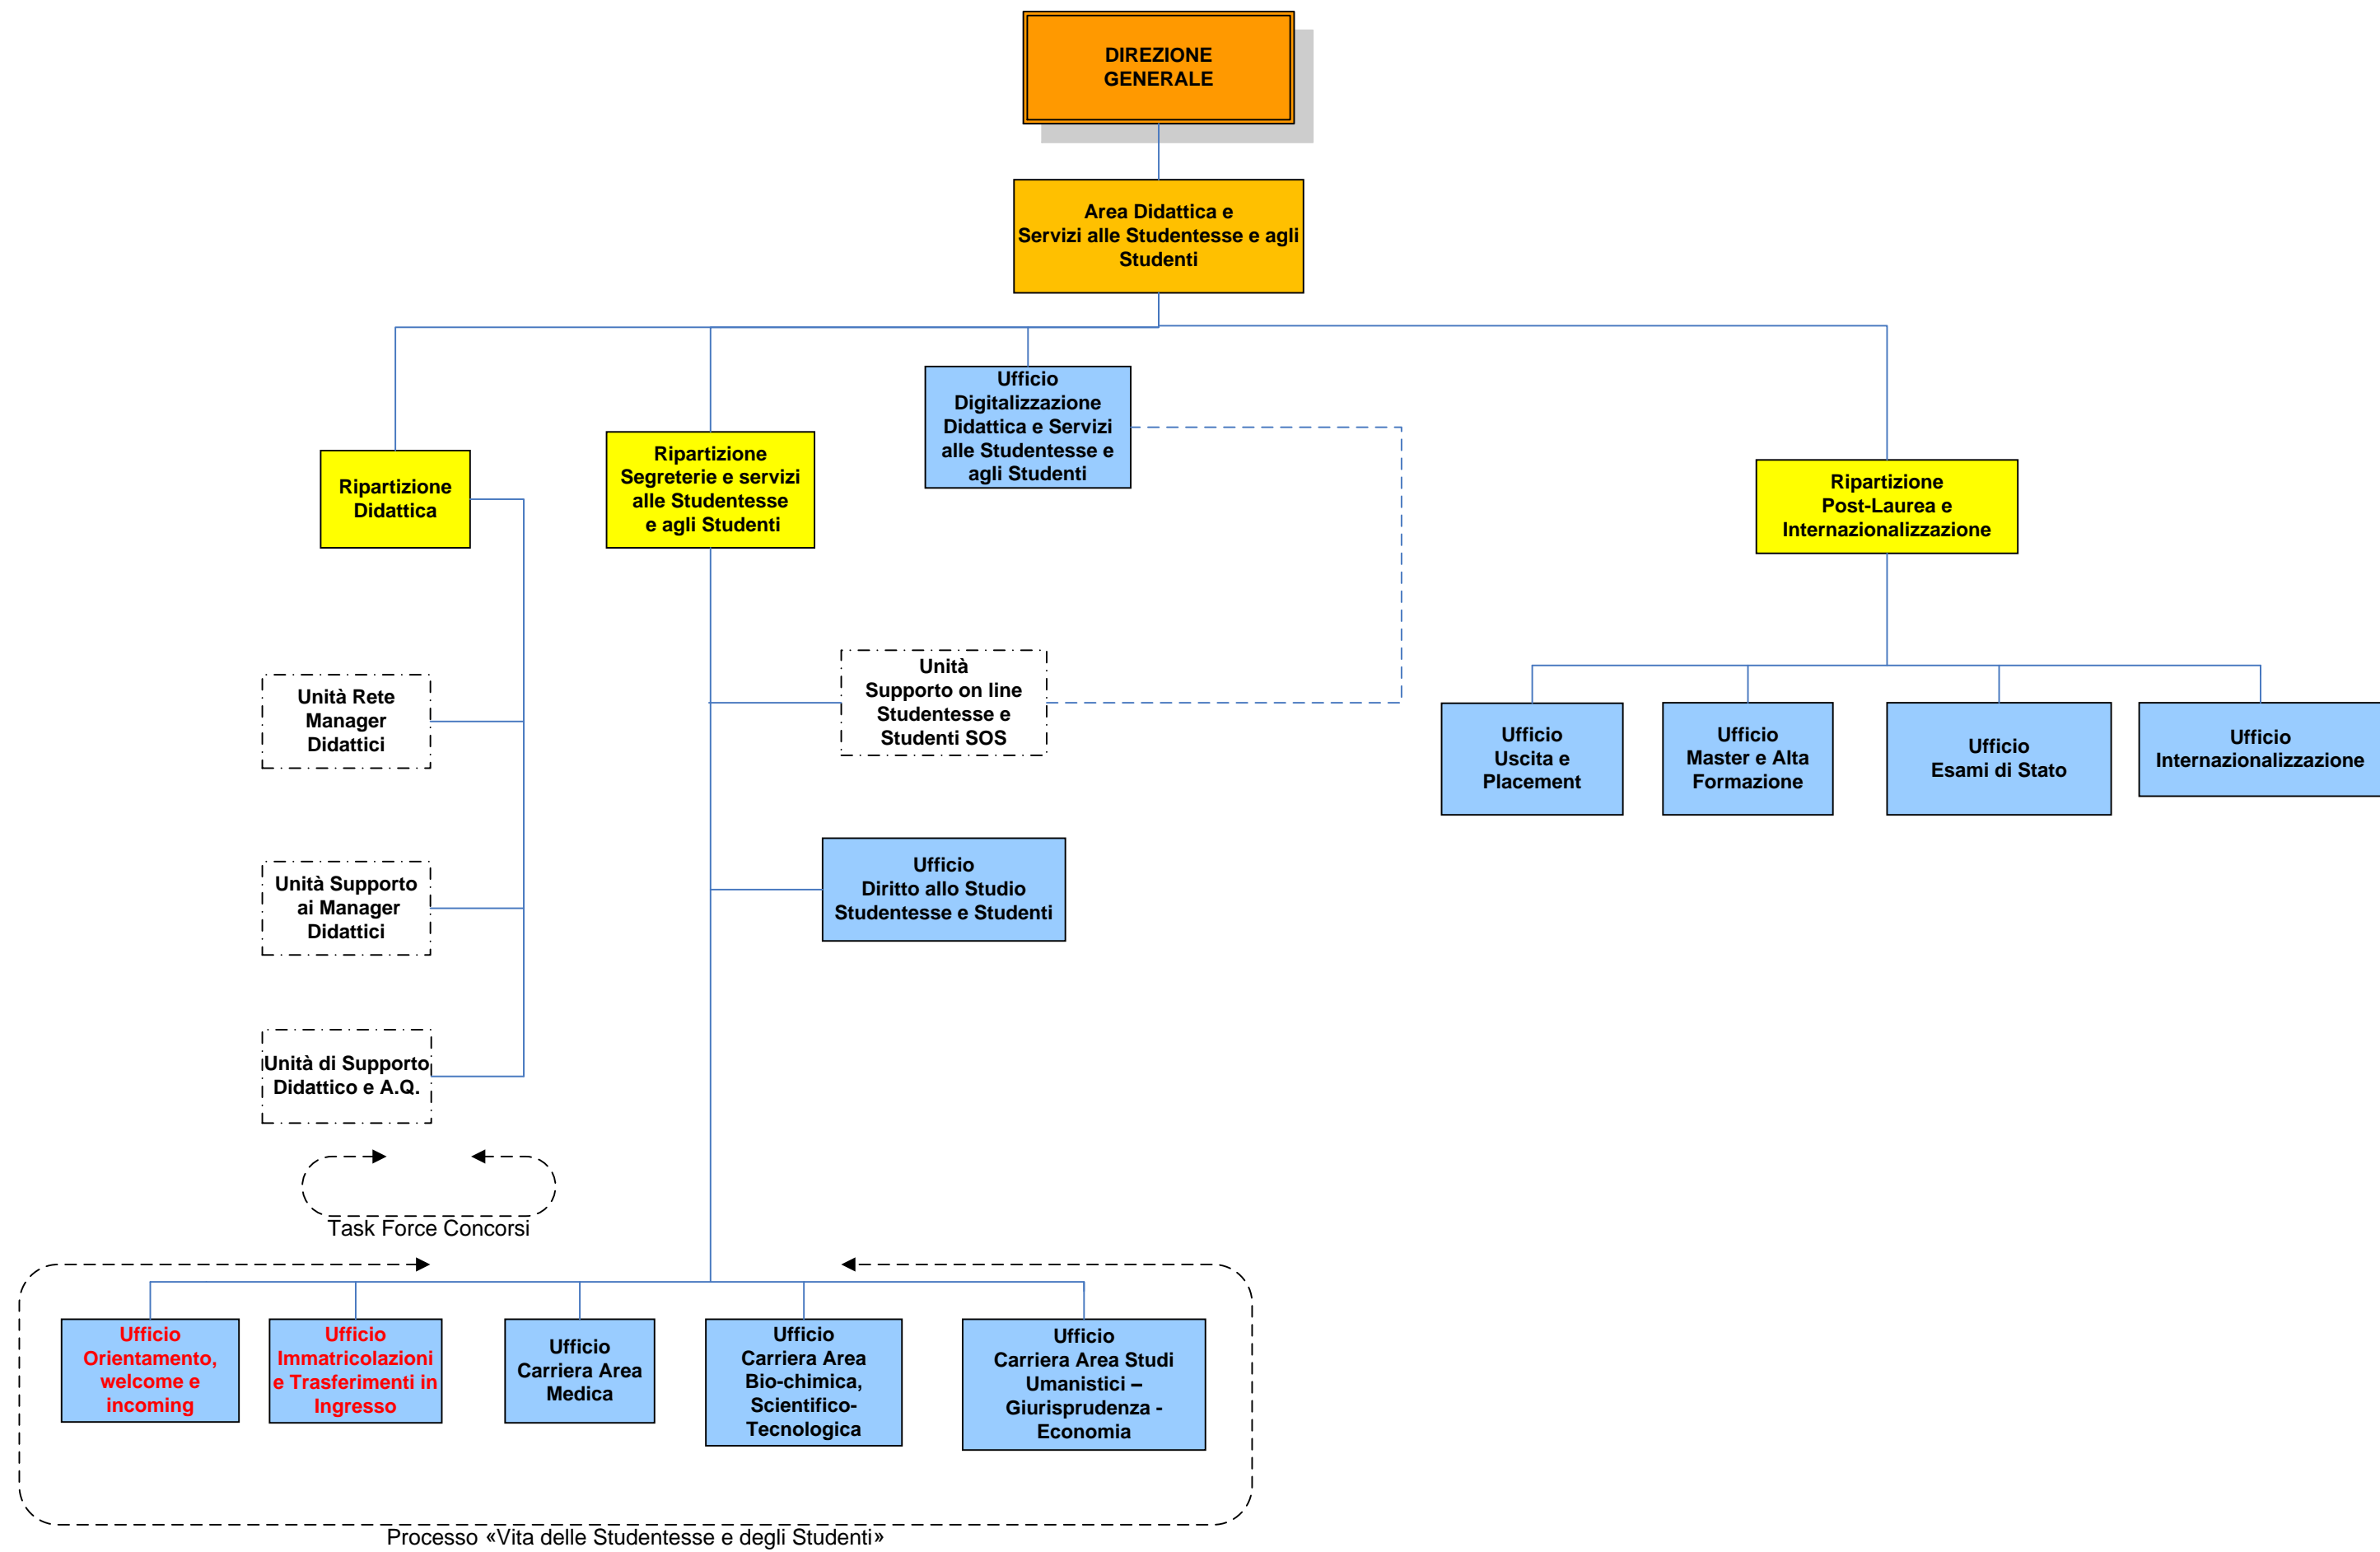 DIREZIONE
GENERALE
Area Didattica e
Servizi alle Studentesse e agli
Studenti
Ufficio
Digitalizzazione
Didattica e Servizi
alle Studentesse e
agli Studenti
Ripartizione
Didattica
Ripartizione
Segreterie e servizi
alle Studentesse
e agli Studenti
Ripartizione
Post-Laurea e
Internazionalizzazione
Unità Rete
Manager
Didattici
Unità
Supporto on line
Studentesse e
Studenti SOS
Ufficio
Uscita e
Placement
Ufficio
Master e Alta
Formazione
Ufficio
Esami di Stato
Ufficio
Internazionalizzazione
Unità Supporto
ai Manager
Didattici
Ufficio
Diritto allo Studio
Studentesse e Studenti
Unità di Supporto
Didattico e A.Q.
Task Force Concorsi
Ufficio
Orientamento,
welcome e
incoming
Ufficio
Immatricolazioni
e Trasferimenti in
Ingresso
Ufficio
Carriera Area
Medica
Ufficio
Carriera Area
Bio-chimica,
Scientifico-
Tecnologica
Ufficio
Carriera Area Studi
Umanistici –
Giurisprudenza -
Economia
Processo «Vita delle Studentesse e degli Studenti»